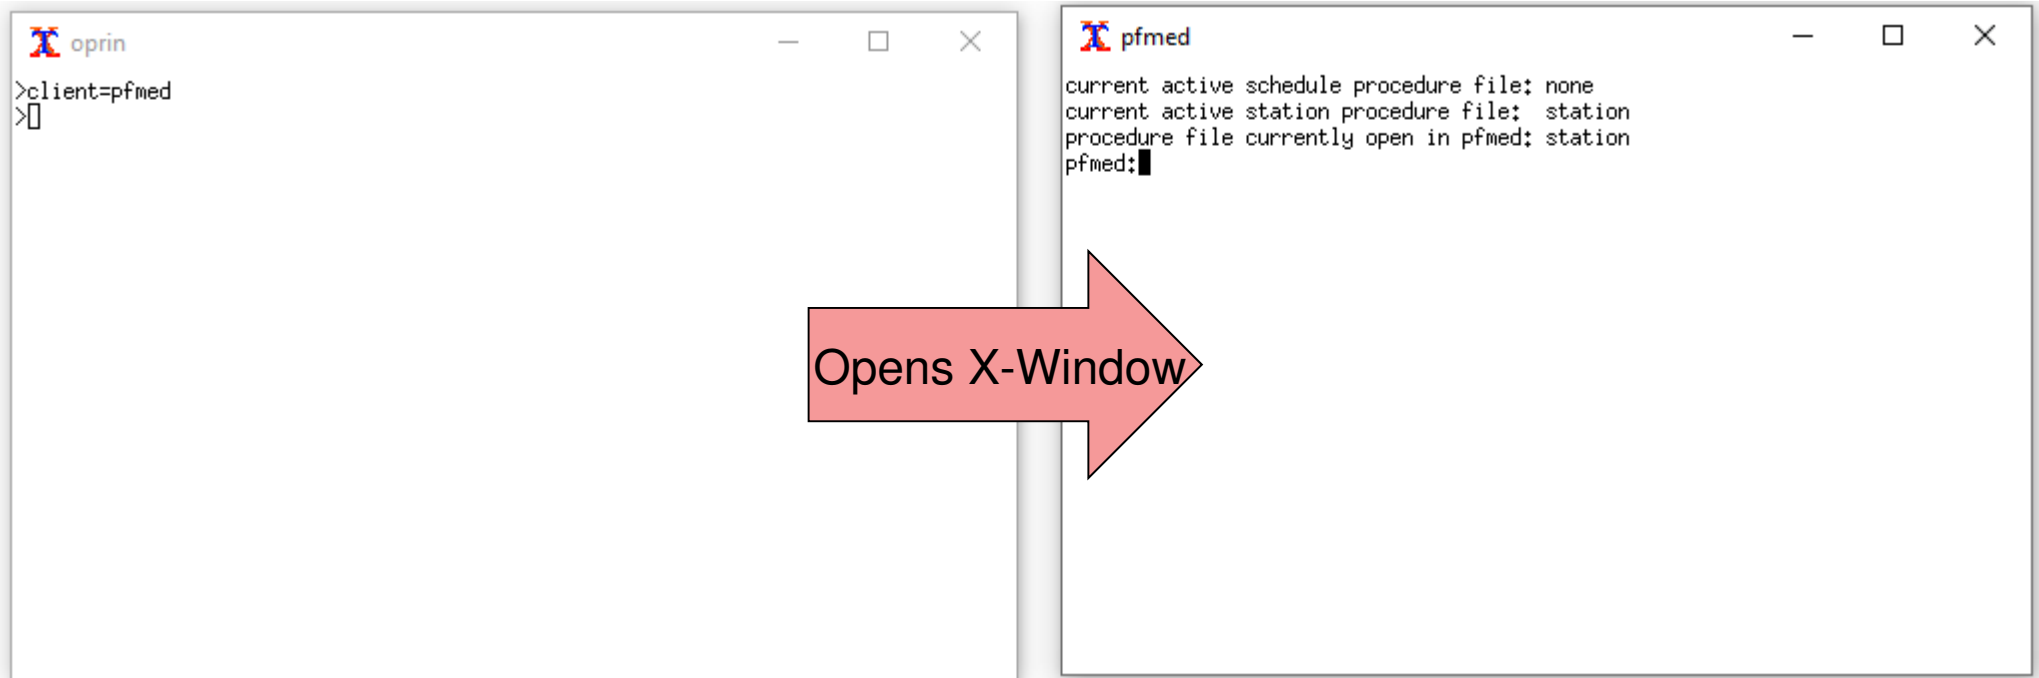 oprin
>client=pfmed
>
pfmed
current active schedule procedure file: none
current active station procedure file:  station
procedure file currently open in pfmed: station
pfmed:
Opens X-Window